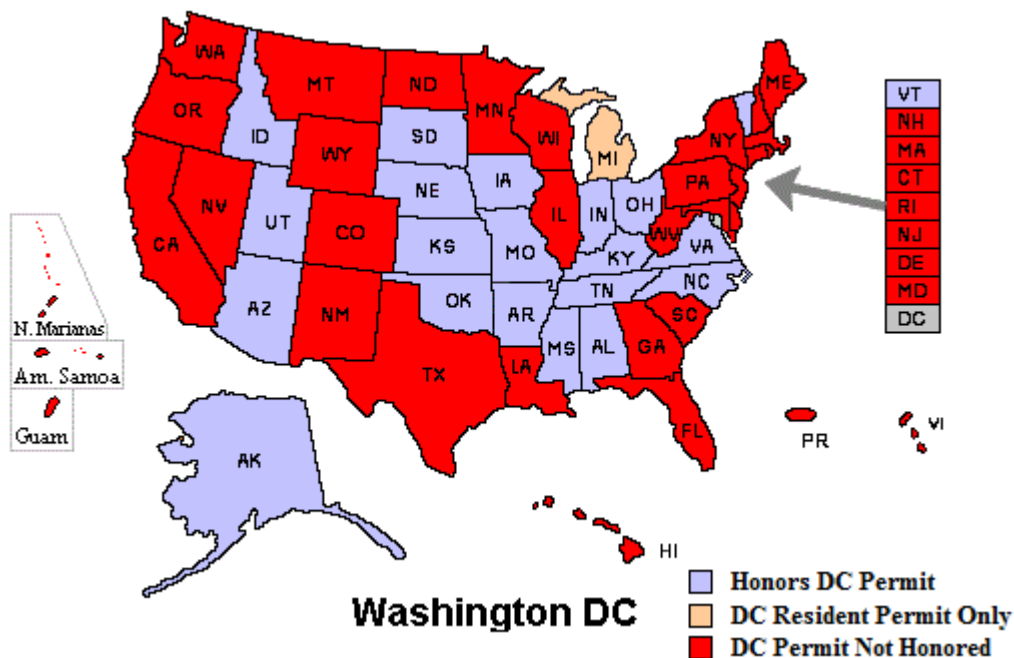 WA
MT
ND
MN
ME
VT
OR
ID
SD
WI
NY
NH
WY
MI
MA
NE
IA
PA
CT
NV
UT
CO
IL
IN
OH
RI
CA
KS
MO
WV
VA
NJ
KY
DE
AZ
NM
OK
TN
NC
MD
AR
SC
DC
N. Marianas
MS
AL
GA
TX
LA
Am. Samoa
FL
Guam
PR
VI
AK
HI
Washington DC
Honors DC Permit
DC Resident Permit Only
DC Permit Not Honored